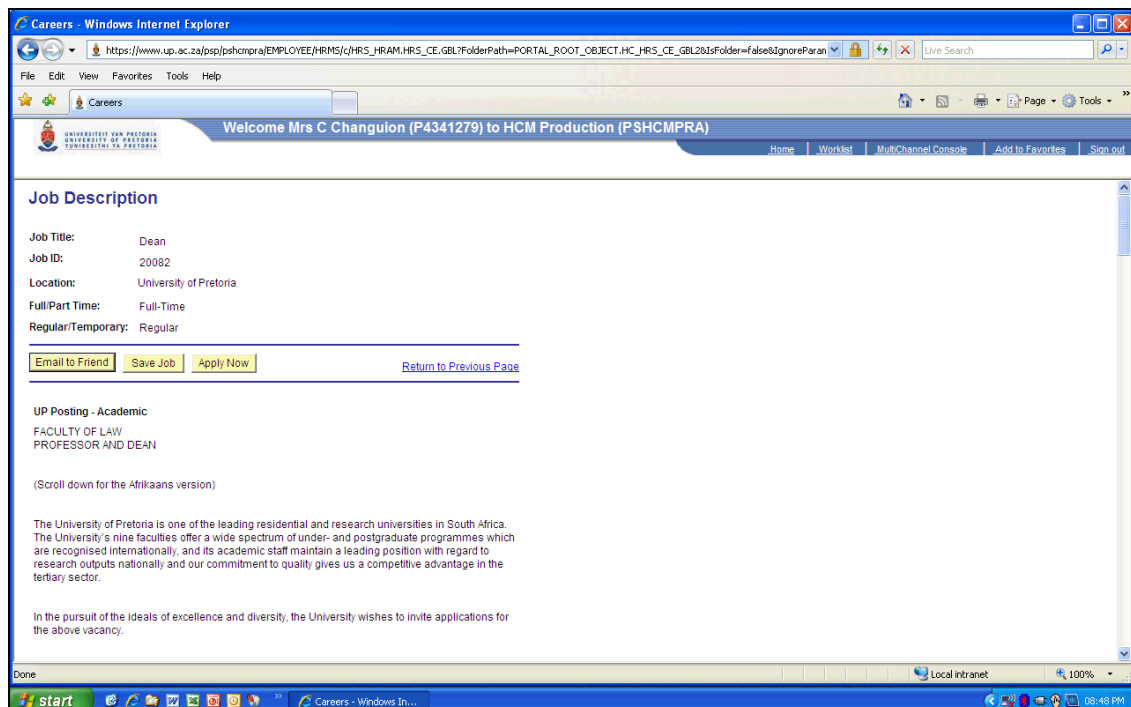 Careers - Windows Internet Explorer
https://www.up.ac.za/psp/pshcmpra/EMPLOYEE/HRMS/c/HRS_HRAM.HRS_CE.GBL?FolderPath=PORTAL_ROOT_OBJECT.HC_HRS_CE_GBL2&IsFolder=false&IgnoreParan
Live Search
File Edit View Favorites Tools Help
Careers
Page Tools
UNIVERSITEIT VAN PRETORIA
UNIVERSITY OF PRETORIA
YUNIBESITHI YA PRETORIA
Welcome Mrs C Changuion (P4341279) to HCM Production (PSHCMPRA)
Home Worklist MultiChannel Console Add to Favorites Sign out
Job Description
Job Title: Dean
Job ID: 20082
Location: University of Pretoria
Full/Part Time: Full-Time
Regular/Temporary: Regular
Email to Friend Save Job Apply Now Return to Previous Page
UP Posting - Academic
FACULTY OF LAW
PROFESSOR AND DEAN
(Scroll down for the Afrikaans version)
The University of Pretoria is one of the leading residential and research universities in South Africa.
The University's nine faculties offer a wide spectrum of under- and postgraduate programmes which
are recognised internationally, and its academic staff maintain a leading position with regard to
research outputs nationally and our commitment to quality gives us a competitive advantage in the
tertiary sector.
In the pursuit of the ideals of excellence and diversity, the University wishes to invite applications for
the above vacancy.
Done Local intranet 100%
start Careers - Windows In... 08:48 PM